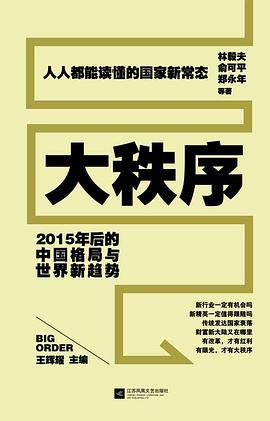 林毅夫
俞可平
郑永年
等著
人人都能读懂的国家新常态
大秩序
2015年后的
中国格局与
世界新趋势
新行业一定有机会吗
新精英一定值得跟随吗
传统发达国家衰落
财富新大陆又在哪里
有改革，才有红利
有眼光，才有大秩序
BIG
ORDER
王辉耀 主编
江苏凤凰文艺出版社